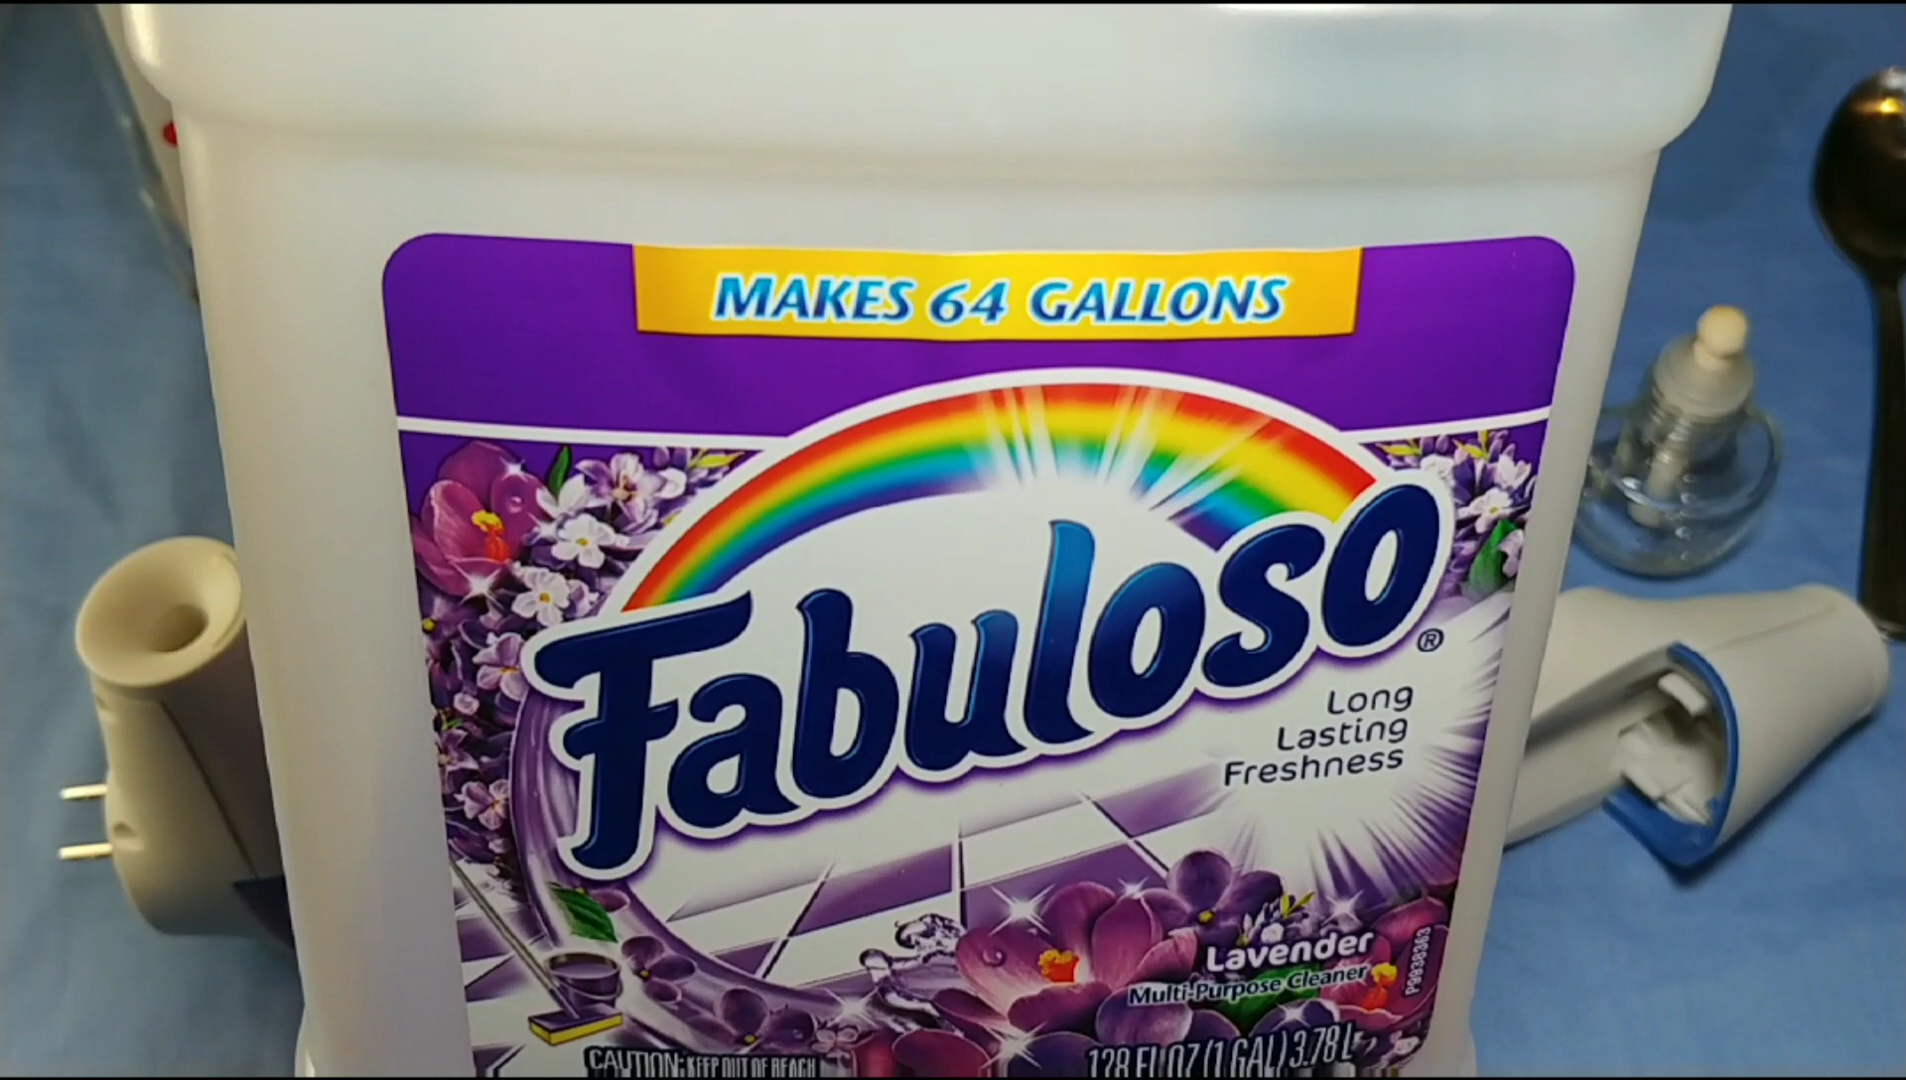 MAKES 64 GALLONS
Fabuloso®
Long
Lasting
Freshness
Lavender
Multi-Purpose Cleaner
P9938363
CAUTION: KEEP OUT OF REACH
128 FL OZ (1 GAL) 3.78 L